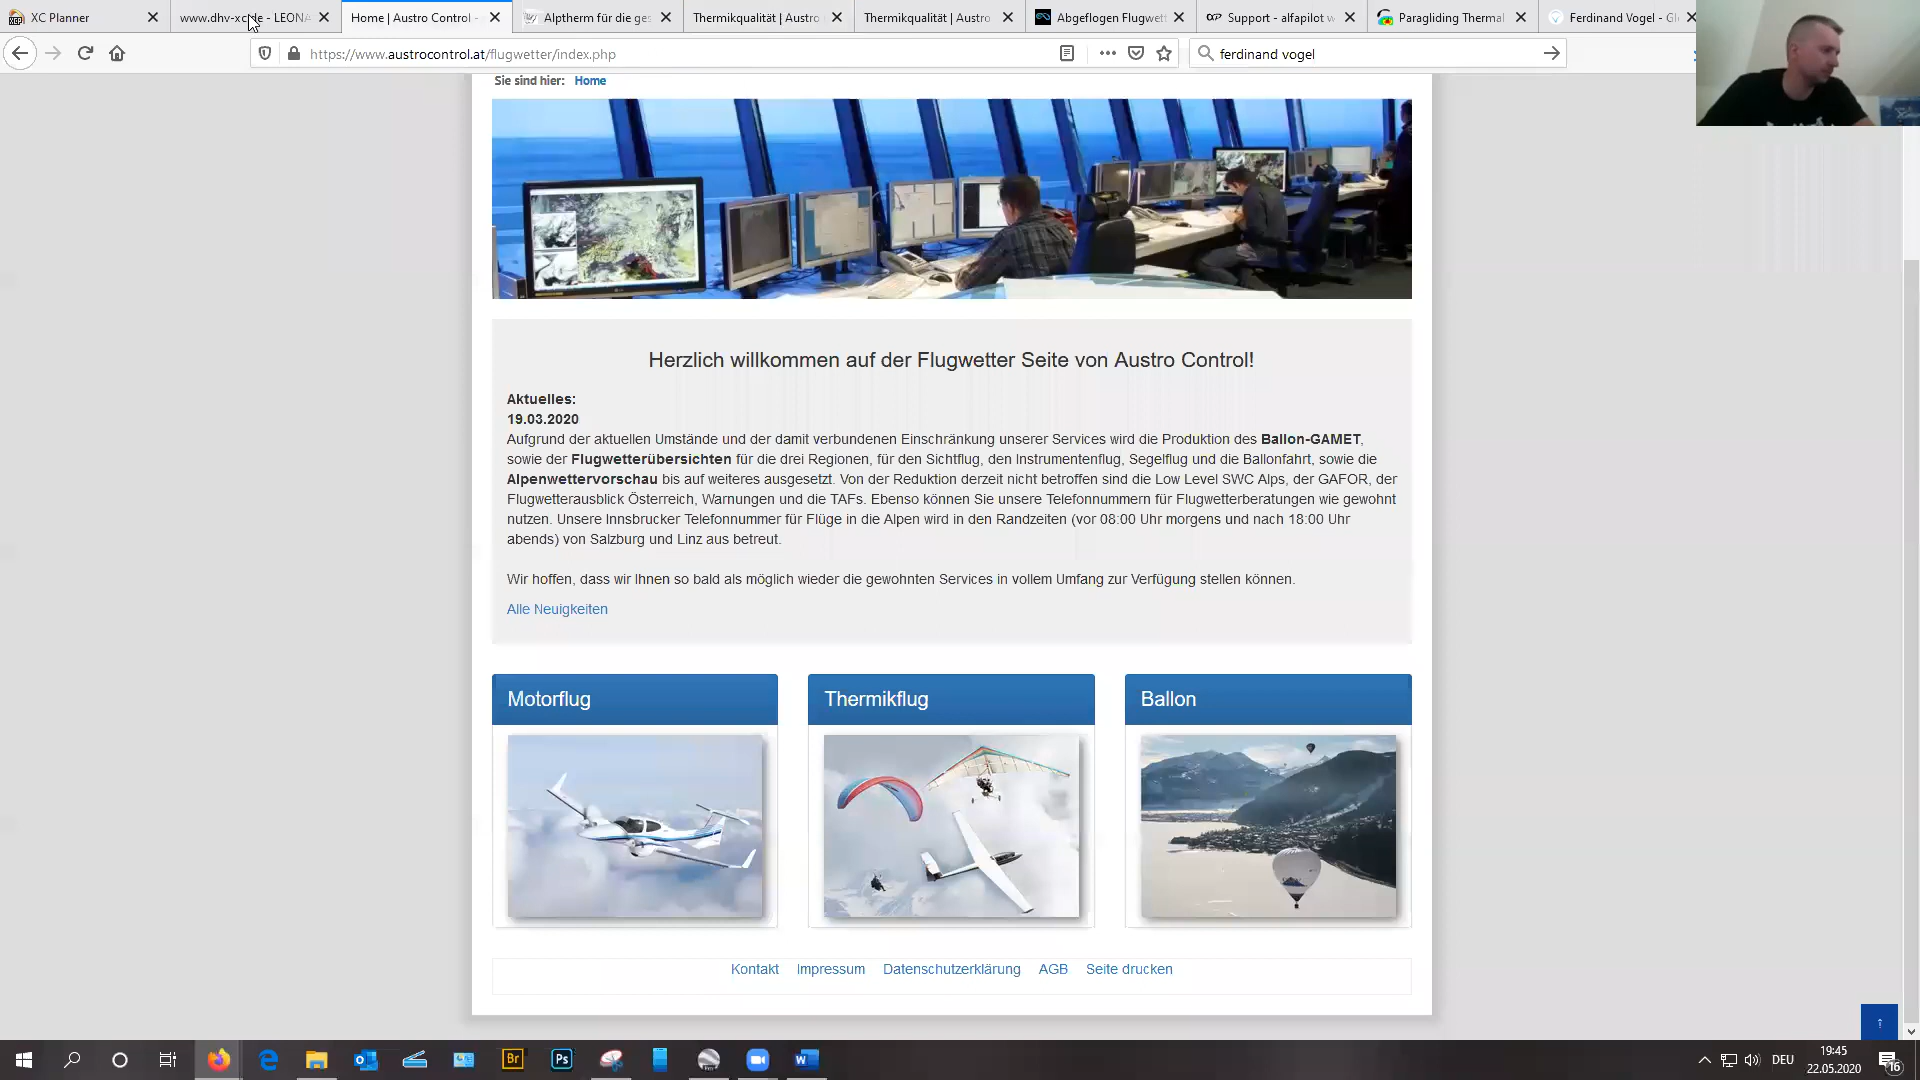 XC Planner
www.dhv-xc.de - LEONA
Home | Austro Control -
Alptherm für die ges
Thermikqualität | Austro
Thermikqualität | Austro
Abgeflogen Flugwett
Support - alfapilot w
Paragliding Thermal
Ferdinand Vogel - Gl
https://www.austrocontrol.at/flugwetter/index.php
ferdinand vogel
Sie sind hier: Home
Herzlich willkommen auf der Flugwetter Seite von Austro Control!
Aktuelles:
19.03.2020
Aufgrund der aktuellen Umstände und der damit verbundenen Einschränkung unserer Services wird die Produktion des Ballon-GAMET,
sowie der Flugwetterübersichten für die drei Regionen, für den Sichtflug, den Instrumentenflug, Segelflug und die Ballonfahrt, sowie die
Alpenwettervorschau bis auf weiteres ausgesetzt. Von der Reduktion derzeit nicht betroffen sind die Low Level SWC Alps, der GAFOR, der
Flugwetterausblick Österreich, Warnungen und die TAFs. Ebenso können Sie unsere Telefonnummern für Flugwetterberatungen wie gewohnt
nutzen. Unsere Innsbrucker Telefonnummer für Flüge in die Alpen wird in den Randzeiten (vor 08:00 Uhr morgens und nach 18:00 Uhr
abends) von Salzburg und Linz aus betreut.
Wir hoffen, dass wir Ihnen so bald als möglich wieder die gewohnten Services in vollem Umfang zur Verfügung stellen können.
Alle Neuigkeiten
Motorflug
Thermikflug
Ballon
Kontakt Impressum Datenschutzerklärung AGB Seite drucken
Br
Ps
DEU
19:45
22.05.2020
16